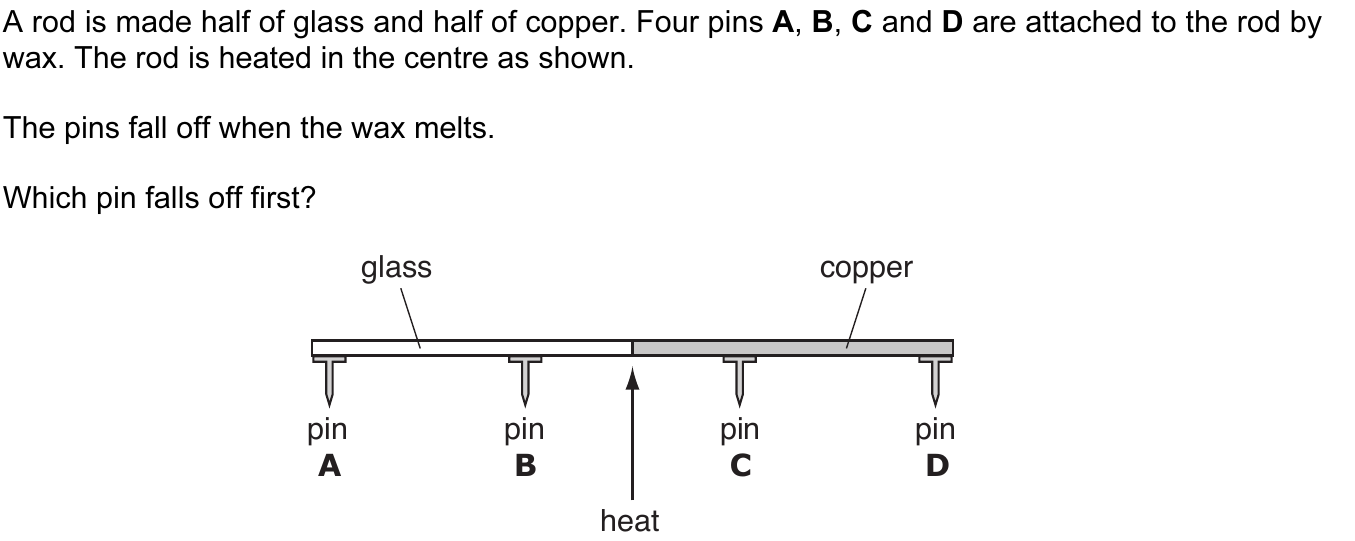 A rod is made half of glass and half of copper. Four pins A, B, C and D are attached to the rod by
wax. The rod is heated in the centre as shown.
The pins fall off when the wax melts.
Which pin falls off first?
glass
copper
pin
pin
pin
pin
A
B
C
D
heat